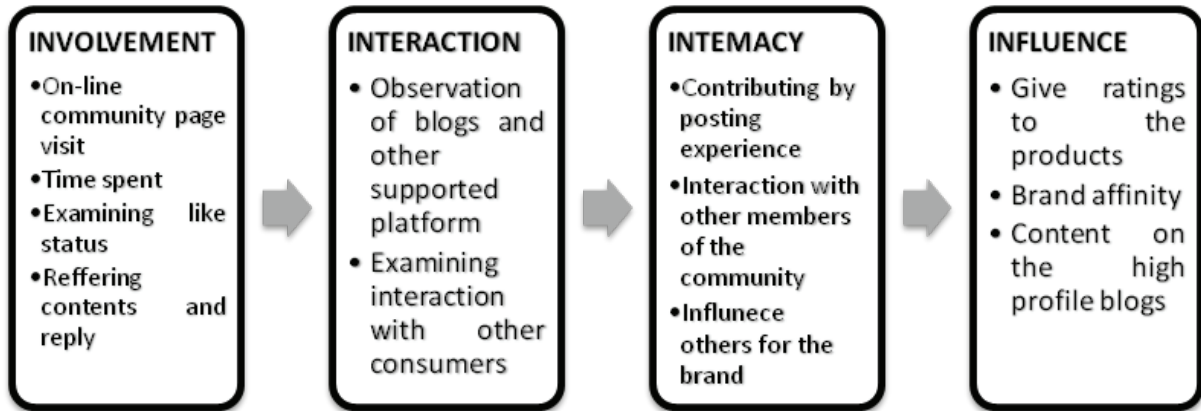 INVOLVEMENT
•On-line
community page
visit
•Time spent
•Examining like
status
•Reffering
contents and
reply
INTERACTION
• Observation
of blogs and
other
supported
platform
• Examining
interaction
with other
consumers
INTEMACY
•Contributing by
posting
experience
•Interaction with
other members
of the
community
•Influnece
others for the
brand
INFLUENCE
• Give ratings
to the
products
• Brand affinity
• Content on
the high
profile blogs